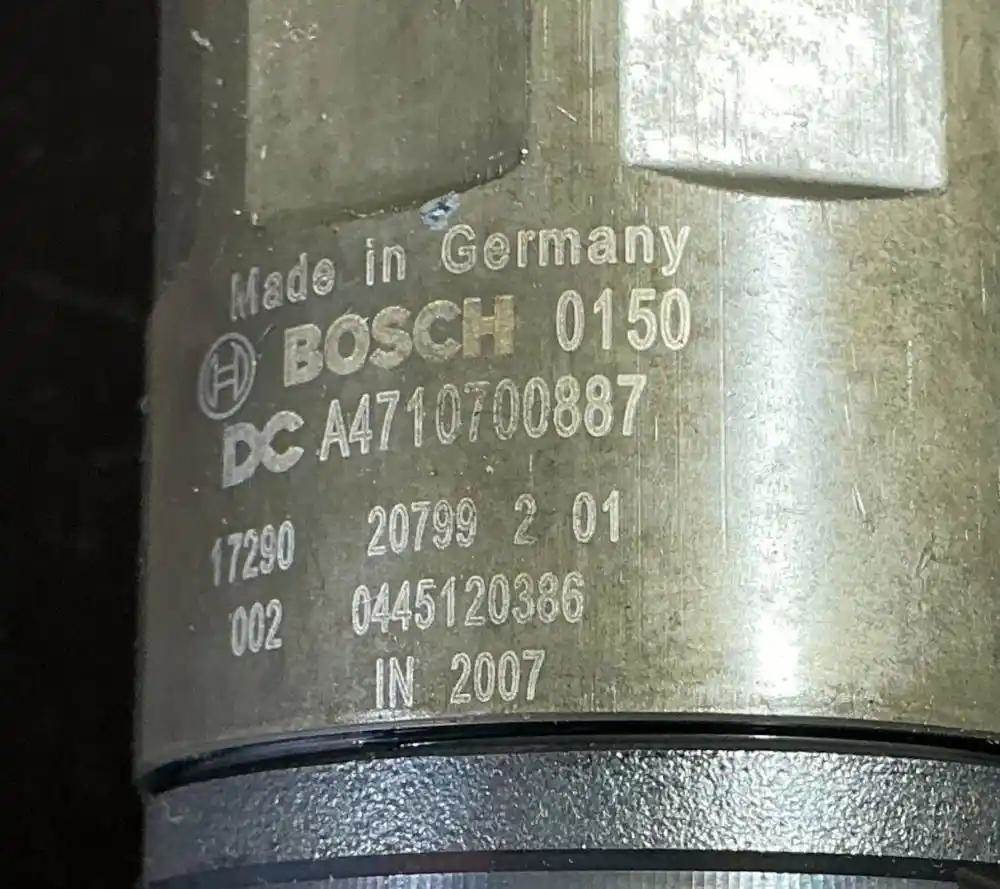 Made in Germany
BOSCH 0150
DC A4710700887
17290 20799 2 01
002 0445120386
IN 2007